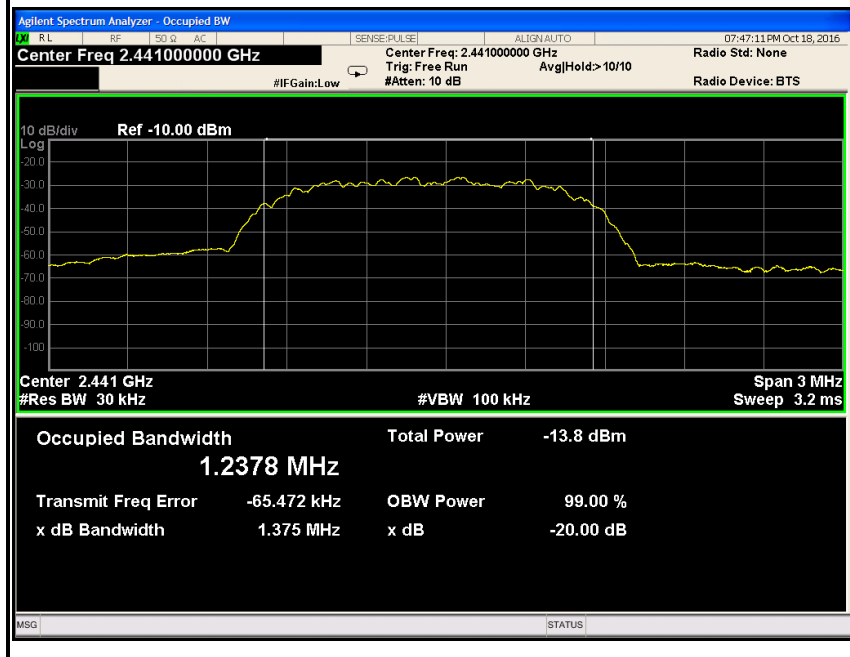 Agilent Spectrum Analyzer - Occupied BW
LXI RL RF 50 Ω AC SENSE:PULSE ALIGN AUTO 07:47:11 PM Oct 18, 2016
Center Freq 2.441000000 GHz Center Freq: 2.441000000 GHz Radio Std: None
Trig: Free Run Avg|Hold:>10/10
#IFGain:Low #Atten: 10 dB Radio Device: BTS
10 dB/div Ref -10.00 dBm
Log
-20.0
-30.0
-40.0
-50.0
-60.0
-70.0
-80.0
-90.0
-100
Center 2.441 GHz Span 3 MHz
#Res BW 30 kHz #VBW 100 kHz Sweep 3.2 ms
Occupied Bandwidth Total Power -13.8 dBm
1.2378 MHz
Transmit Freq Error -65.472 kHz OBW Power 99.00 %
x dB Bandwidth 1.375 MHz x dB -20.00 dB
MSG STATUS